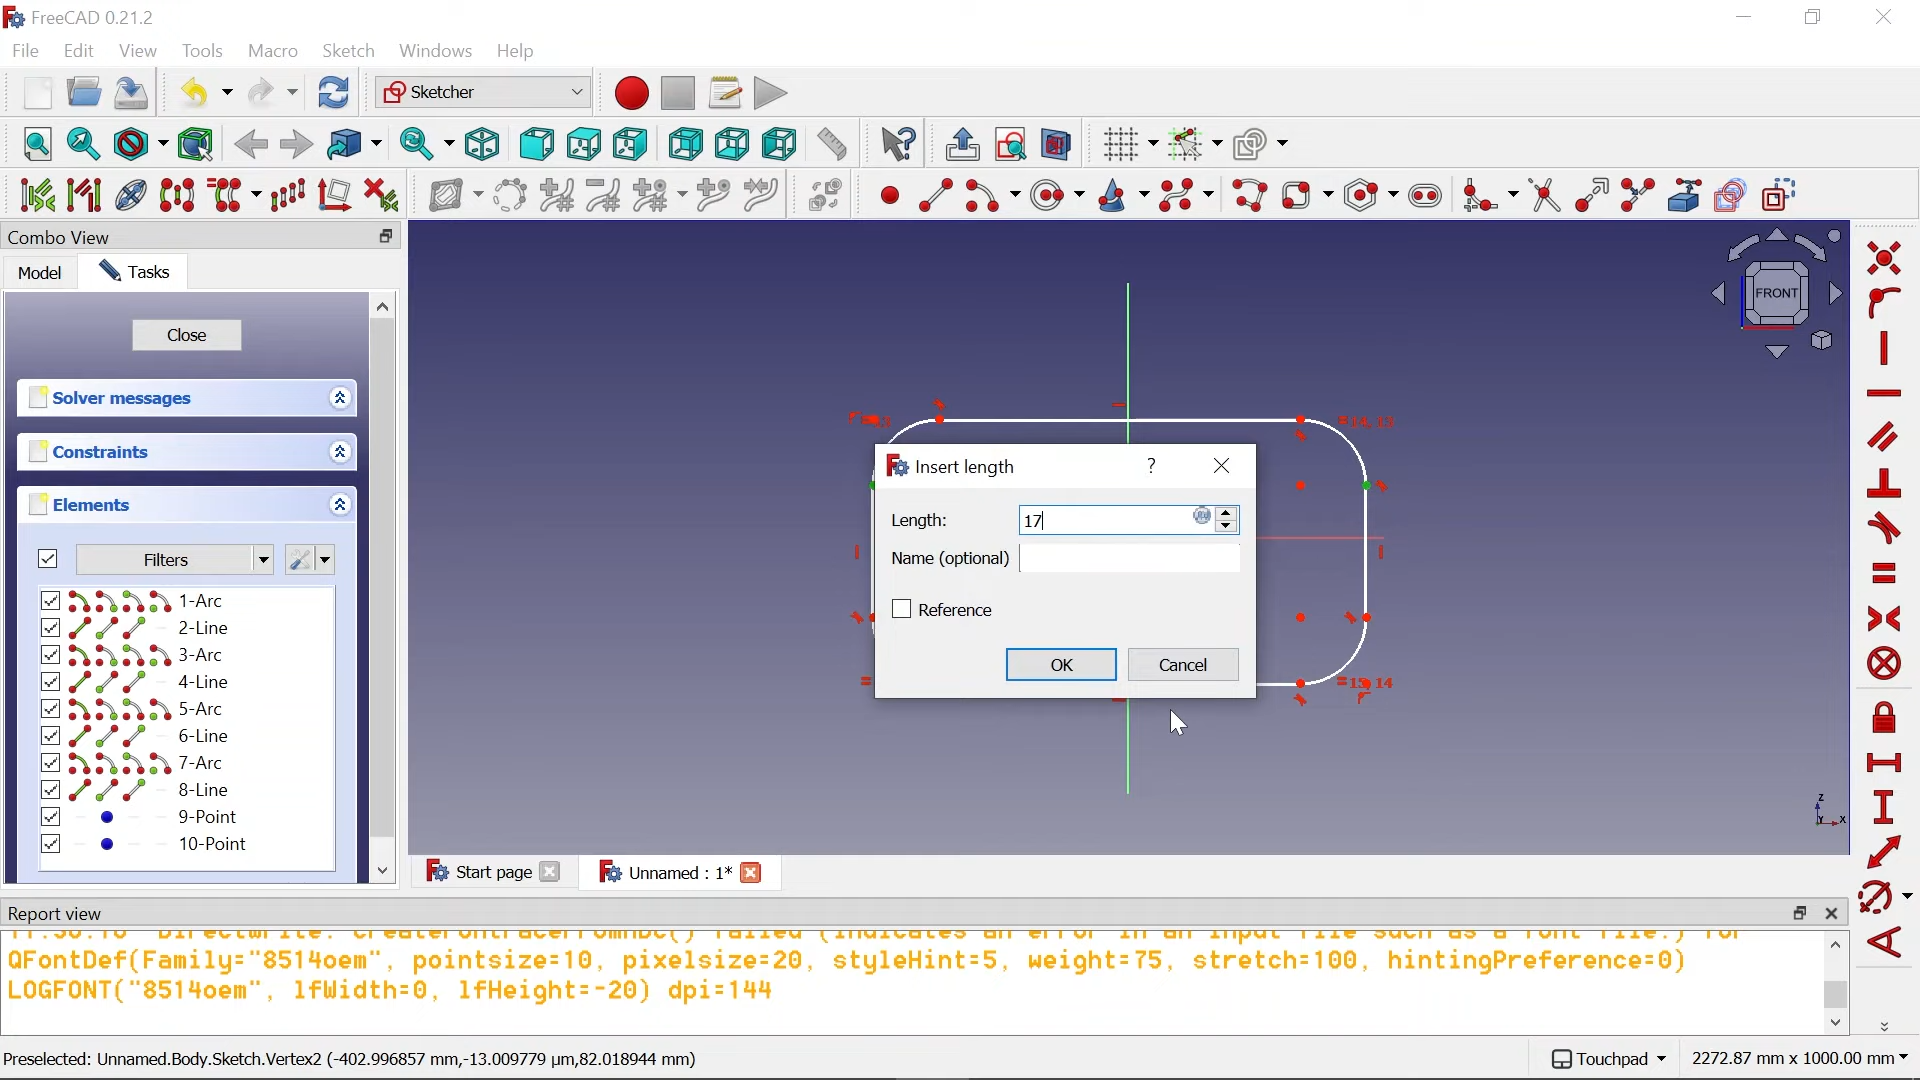 FreeCAD 0.21.2
File Edit View Tools Macro Sketch Windows Help
Sketcher
Combo View
Model Tasks
Close
Solver messages
Constraints
Elements
Filters
1-Arc
2-Line
3-Arc
4-Line
5-Arc
6-Line
7-Arc
8-Line
9-Point
10-Point
FRONT
Insert length ?
Length: 17
Name (optional)
Reference
OK Cancel
Z
Y X
Start page
Unnamed : 1*
Report view
QFontDef(Family="8514oem", pointsize=10, pixelsize=20, styleHint=5, weight=75, stretch=100, hintingPreference=0)
LOGFONT("8514oem", lfWidth=0, lfHeight=-20) dpi=144
Preselected: Unnamed.Body.Sketch.Vertex2 (-402.996857 mm,-13.009779 µm,82.018944 mm)
Touchpad
2272.87 mm x 1000.00 mm